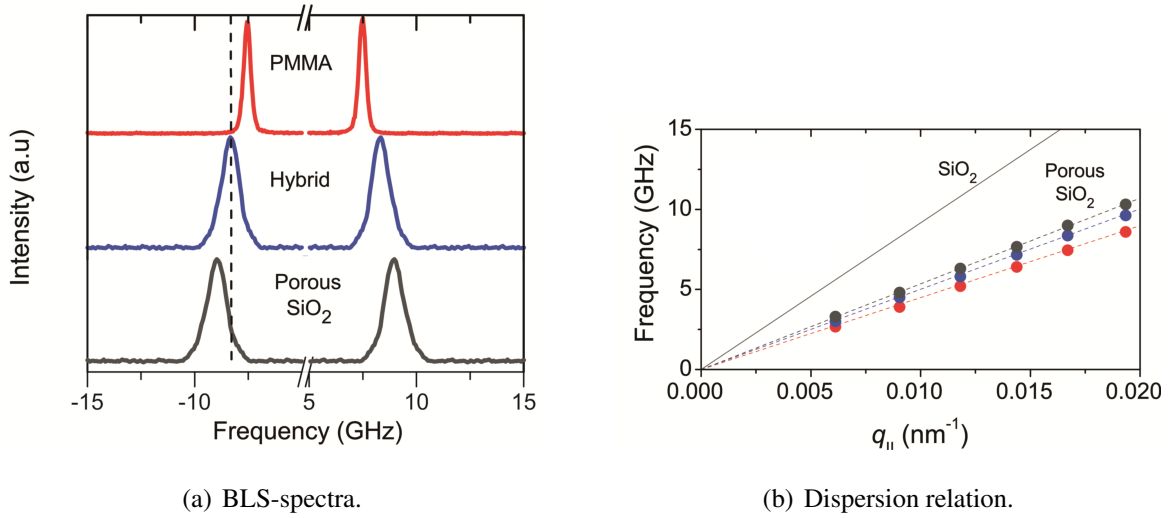 Intensity (a.u)
PMMA
Hybrid
Porous
SiO2
-15
-10
5
10
15
Frequency (GHz)
(a) BLS-spectra.
Frequency (GHz)
15
10
5
0
SiO2
Porous
SiO2
0.000
0.005
0.010
0.015
0.020
q|| (nm-1)
(b) Dispersion relation.